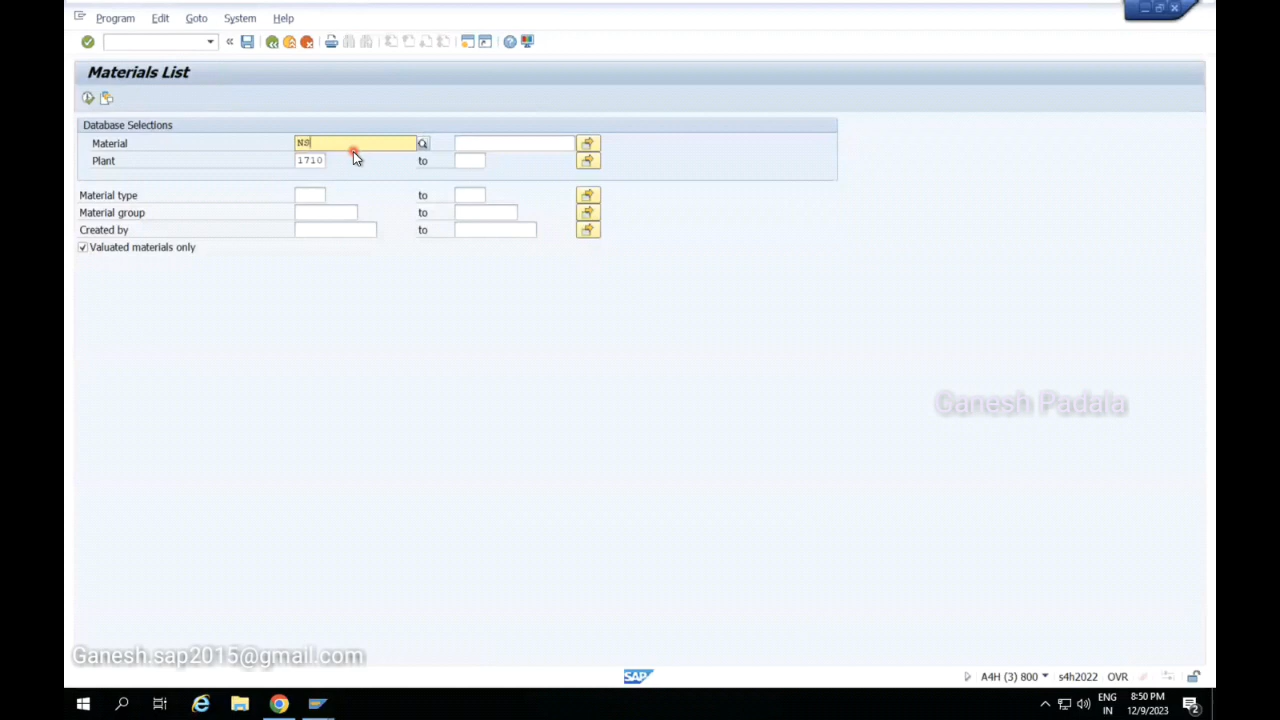 Program Edit Goto System Help
Materials List
Database Selections
Material NS
Plant 1710 to
Material type to
Material group to
Created by to
Valuated materials only
Ganesh Padala
Ganesh.sap2015@gmail.com
SAP A4H (3) 800 s4h2022 OVR
ENG 8:50 PM
IN 12/9/2023 2